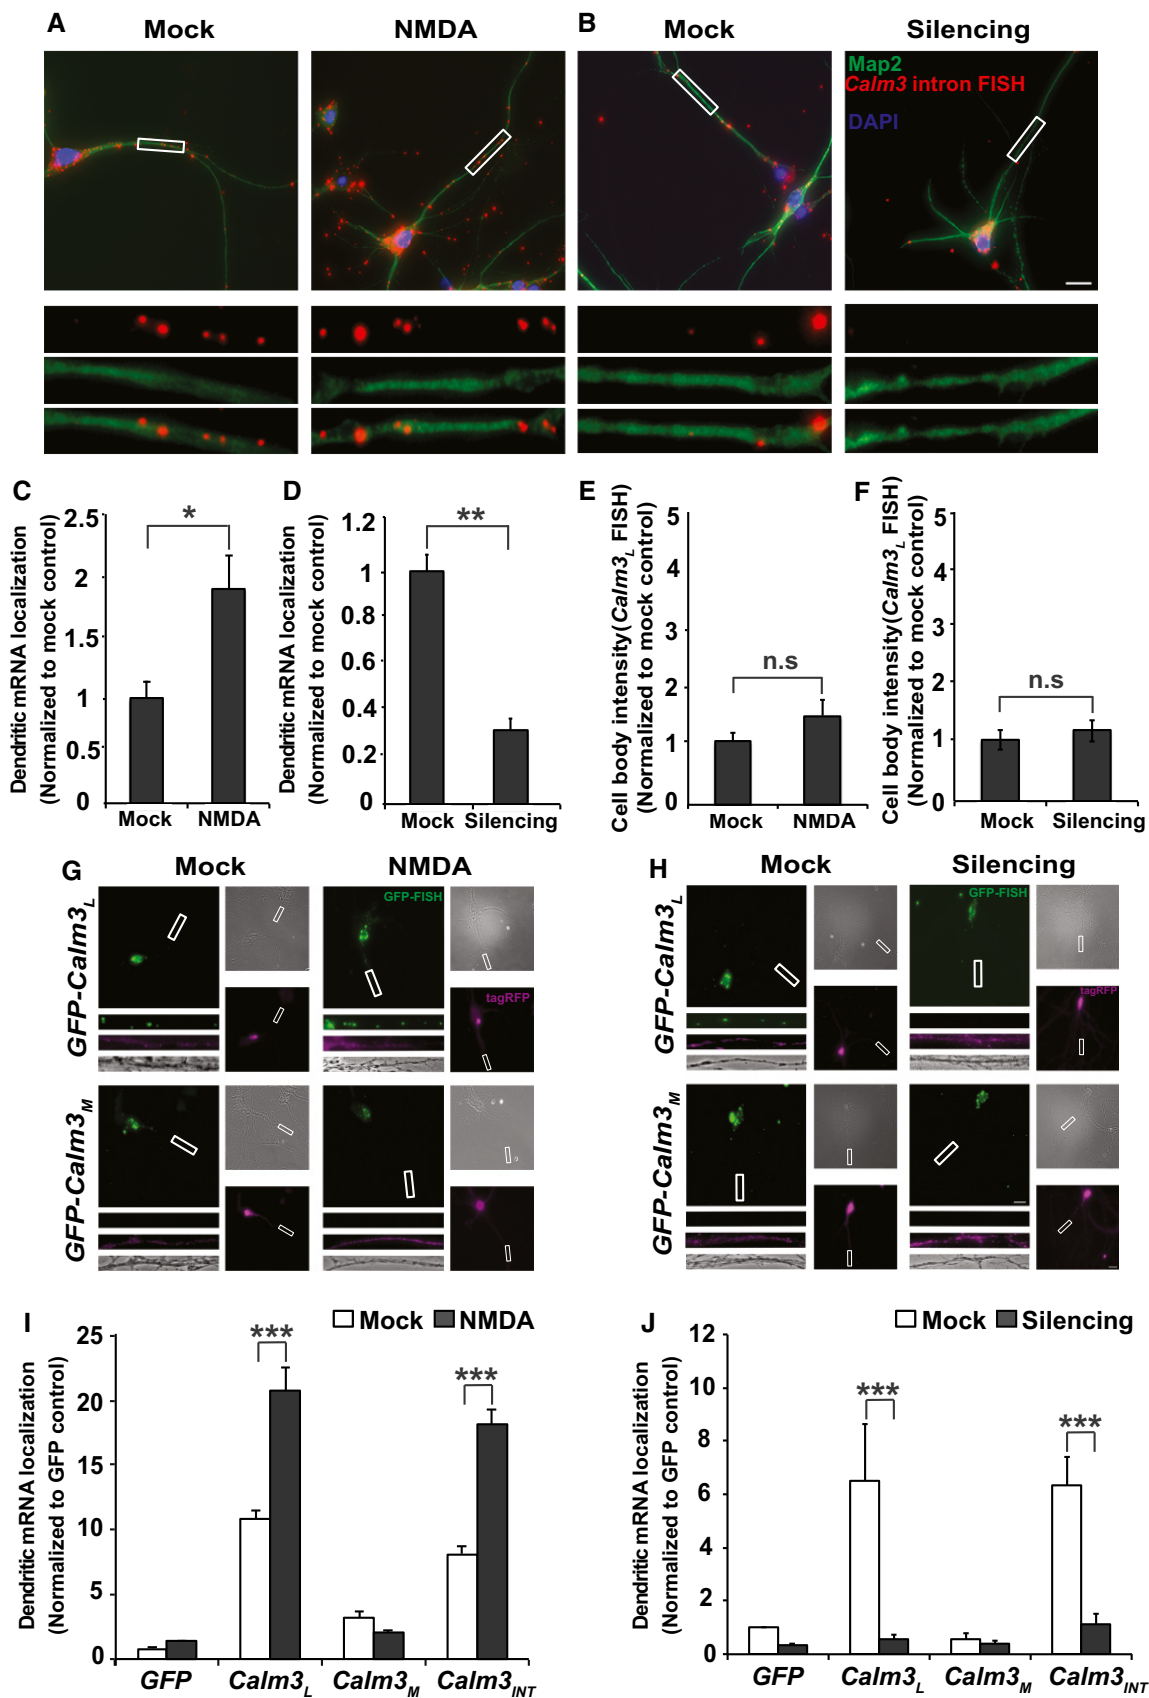 A
Mock
NMDA
B
Mock
Silencing
Map2
Calm3 intron FISH
DAPI
C
Dendritic mRNA localization
(Normalized to mock control)
2.5
2
1.5
1
0.5
0
*
Mock
NMDA
D
Dendritic mRNA localization
(Normalized to mock control)
1.2
1
0.8
0.6
0.4
0.2
0
**
Mock
Silencing
E
Cell body intensity(Calm3L FISH)
(Normalized to mock control)
5
4
3
2
1
0
n.s
Mock
NMDA
F
Cell body intensity(Calm3L FISH)
(Normalized to mock control)
5
4
3
2
1
0
n.s
Mock
Silencing
G
Mock
NMDA
GFP-Calm3L
GFP-FISH
tagRFP
GFP-Calm3M
H
Mock
Silencing
GFP-Calm3L
GFP-FISH
tagRFP
GFP-Calm3M
I
Mock
NMDA
Dendritic mRNA localization
(Normalized to GFP control)
25
20
15
10
5
0
***
***
GFP
Calm3L
Calm3M
Calm3INT
J
Mock
Silencing
Dendritic mRNA localization
(Normalized to GFP control)
12
10
8
6
4
2
0
***
***
GFP
Calm3L
Calm3M
Calm3INT